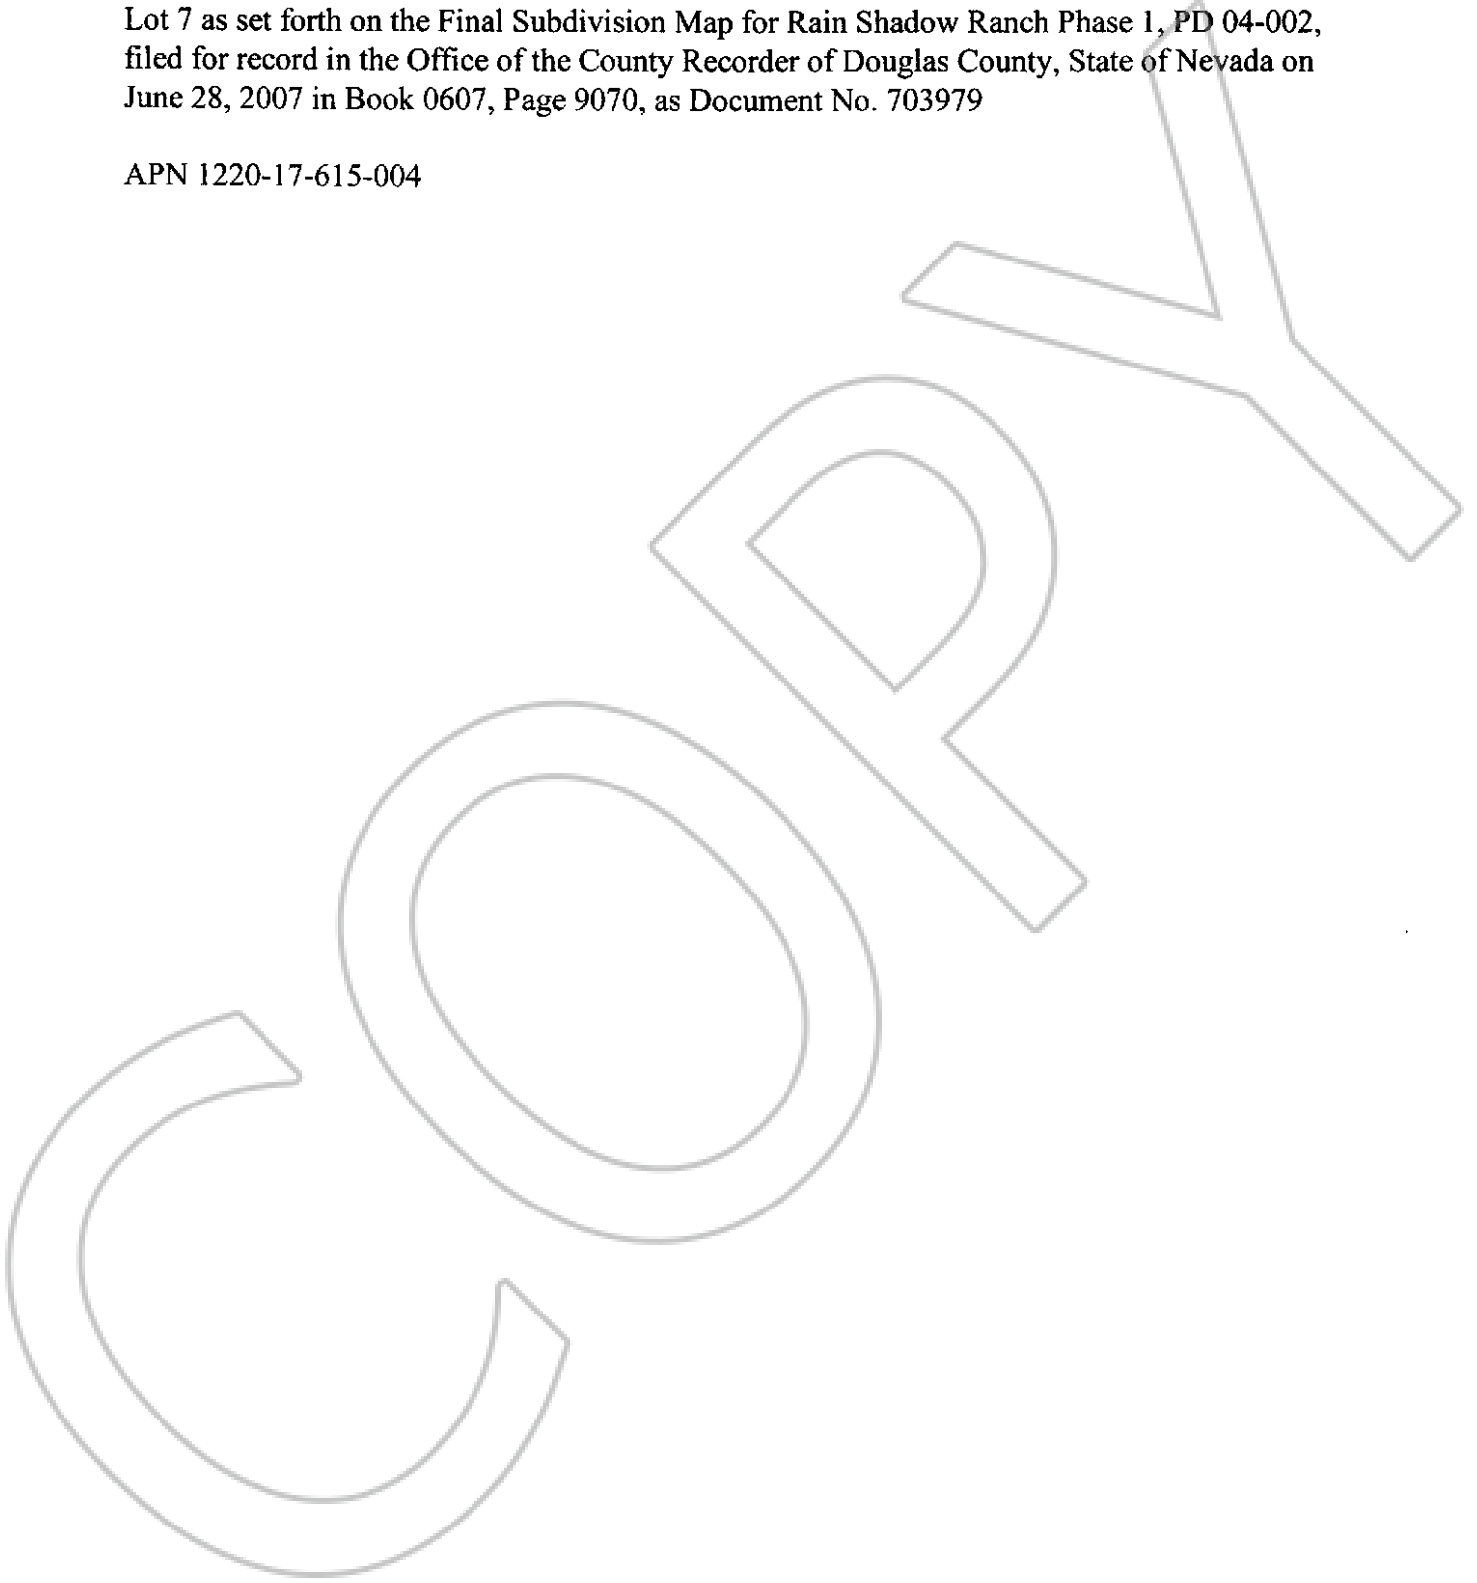 Lot 7 as set forth on the Final Subdivision Map for Rain Shadow Ranch Phase 1, PD 04-002,
filed for record in the Office of the County Recorder of Douglas County, State of Nevada on
June 28, 2007 in Book 0607, Page 9070, as Document No. 703979
APN 1220-17-615-004
COPY